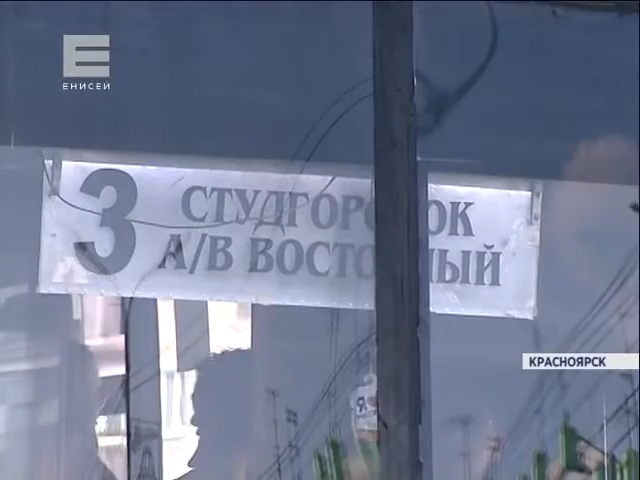 Е
ЕНИСЕЙ
3
СТУДГОРОДОК
А/В ВОСТОЧНЫЙ
КРАСНОЯРСК